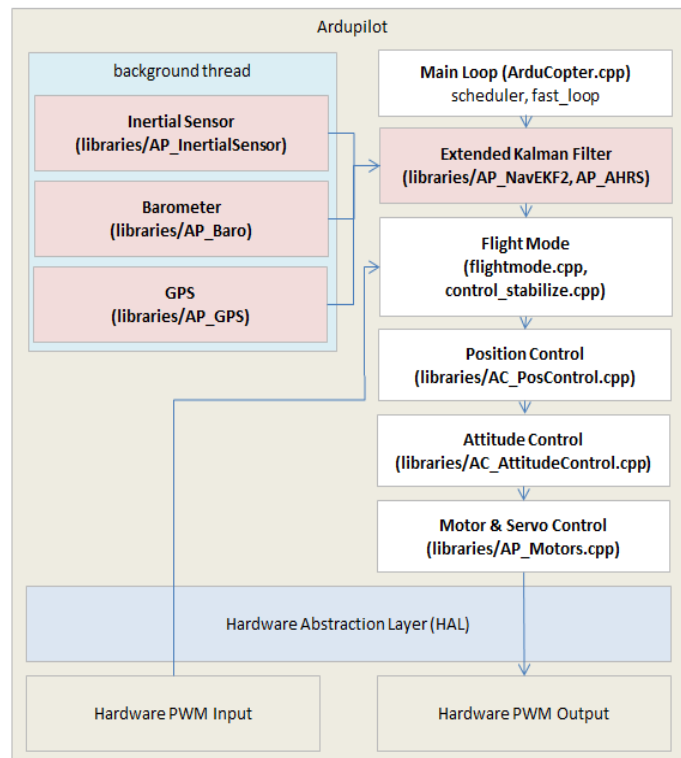 Ardupilot
background thread
Inertial Sensor
(libraries/AP_InertialSensor)
Barometer
(libraries/AP_Baro)
GPS
(libraries/AP_GPS)
Main Loop (ArduCopter.cpp)
scheduler, fast_loop
Extended Kalman Filter
(libraries/AP_NavEKF2, AP_AHRS)
Flight Mode
(flightmode.cpp,
control_stabilize.cpp)
Position Control
(libraries/AC_PosControl.cpp)
Attitude Control
(libraries/AC_AttitudeControl.cpp)
Motor & Servo Control
(libraries/AP_Motors.cpp)
Hardware Abstraction Layer (HAL)
Hardware PWM Input
Hardware PWM Output